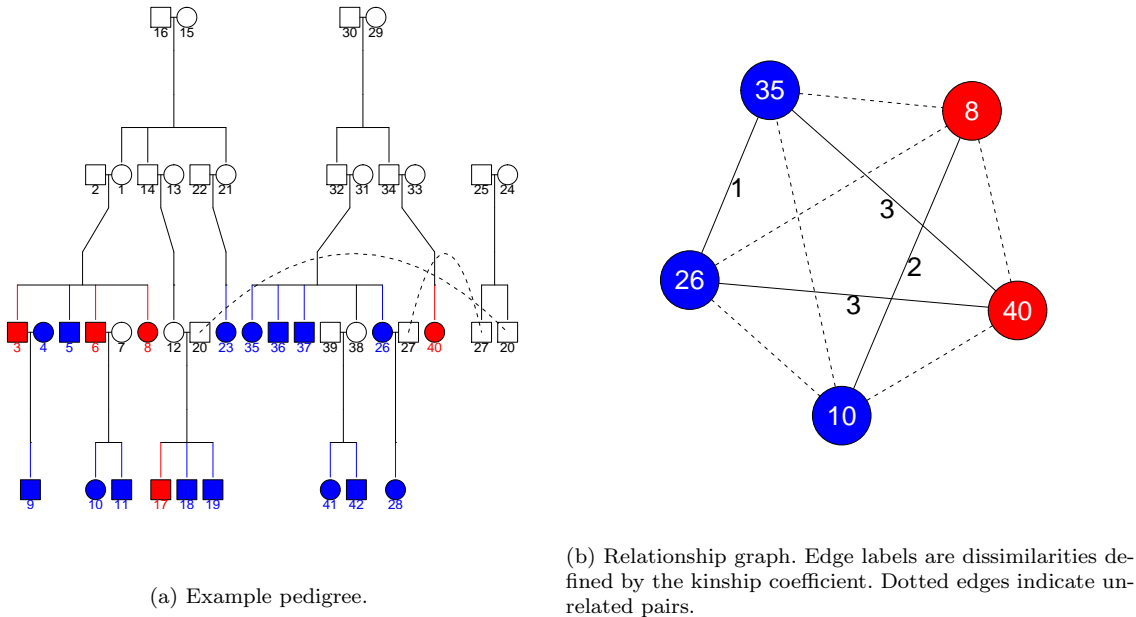 16 15
30 29
2 1 14 13 22 21
32 31 34 33
25 24
3 4 5 6 7 8 12 20 23 35 36 37 39 38 26 27 40 27 20
9 10 11 17 18 19 41 42 28
(a) Example pedigree.
35
8
1
3
2
26
3
40
10
(b) Relationship graph. Edge labels are dissimilarities de-
fined by the kinship coefficient. Dotted edges indicate un-
related pairs.